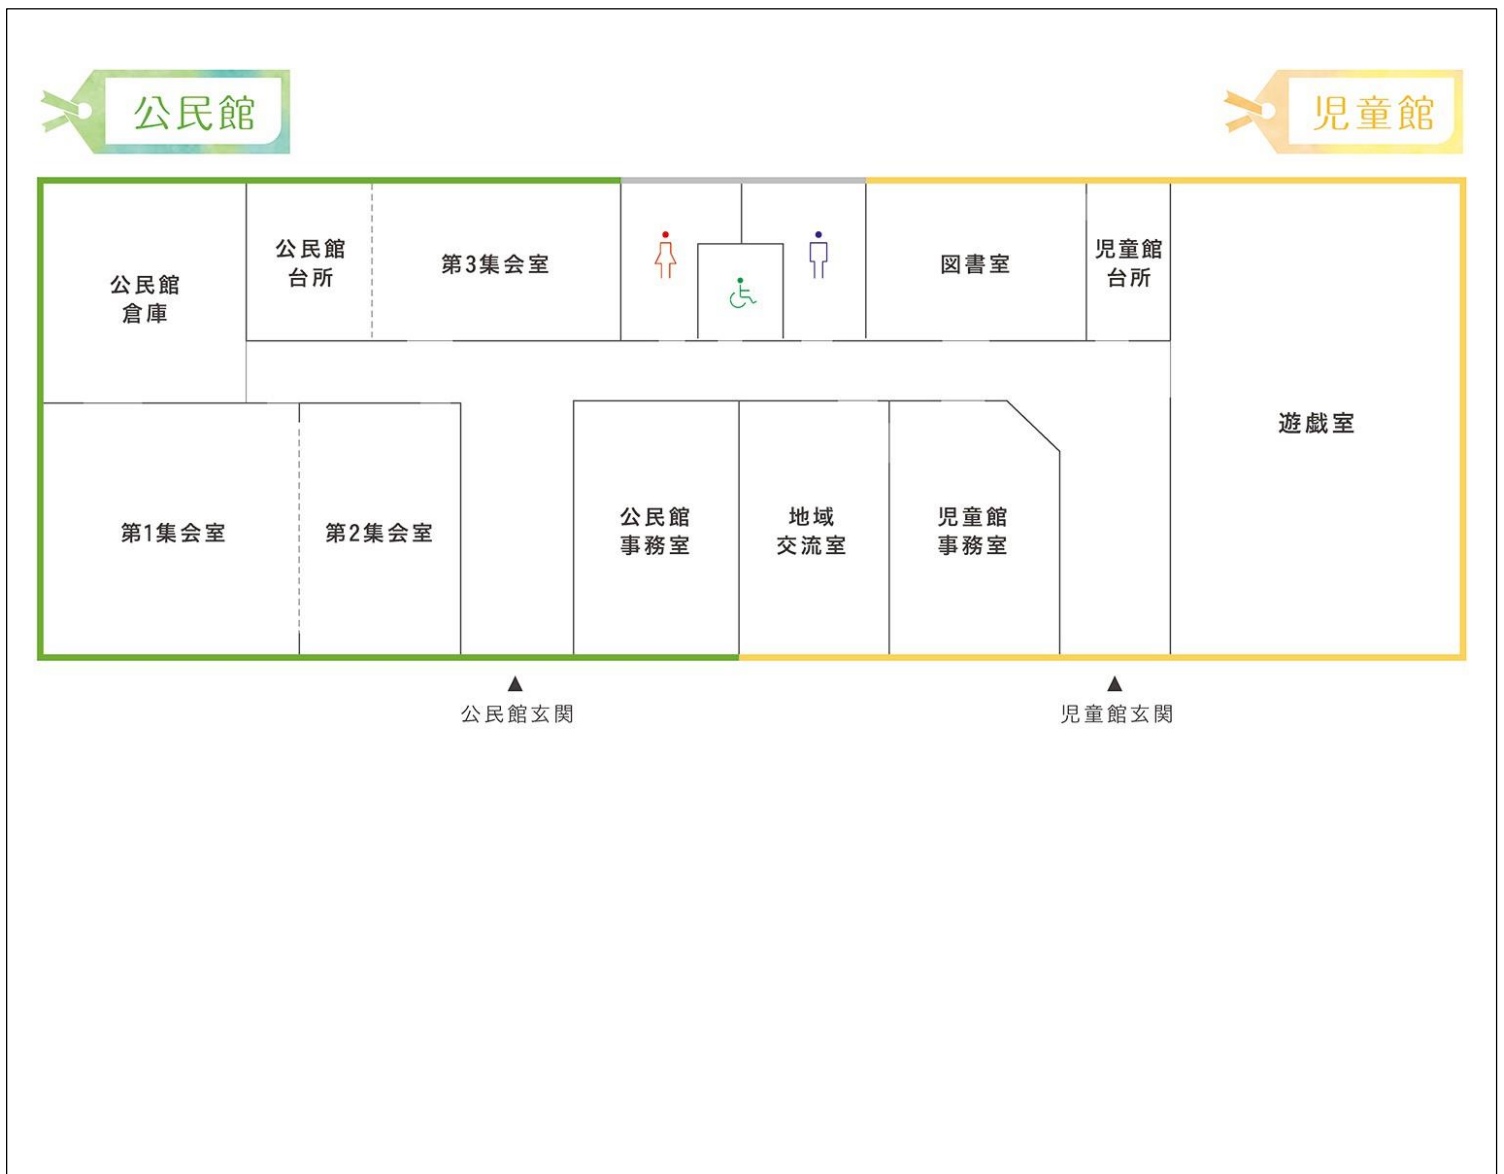 公民館
児童館
公民館
倉庫
公民館
台所
第3集会室
図書室
児童館
台所
遊戯室
第1集会室
第2集会室
公民館
事務室
地域
交流室
児童館
事務室
公民館玄関
児童館玄関